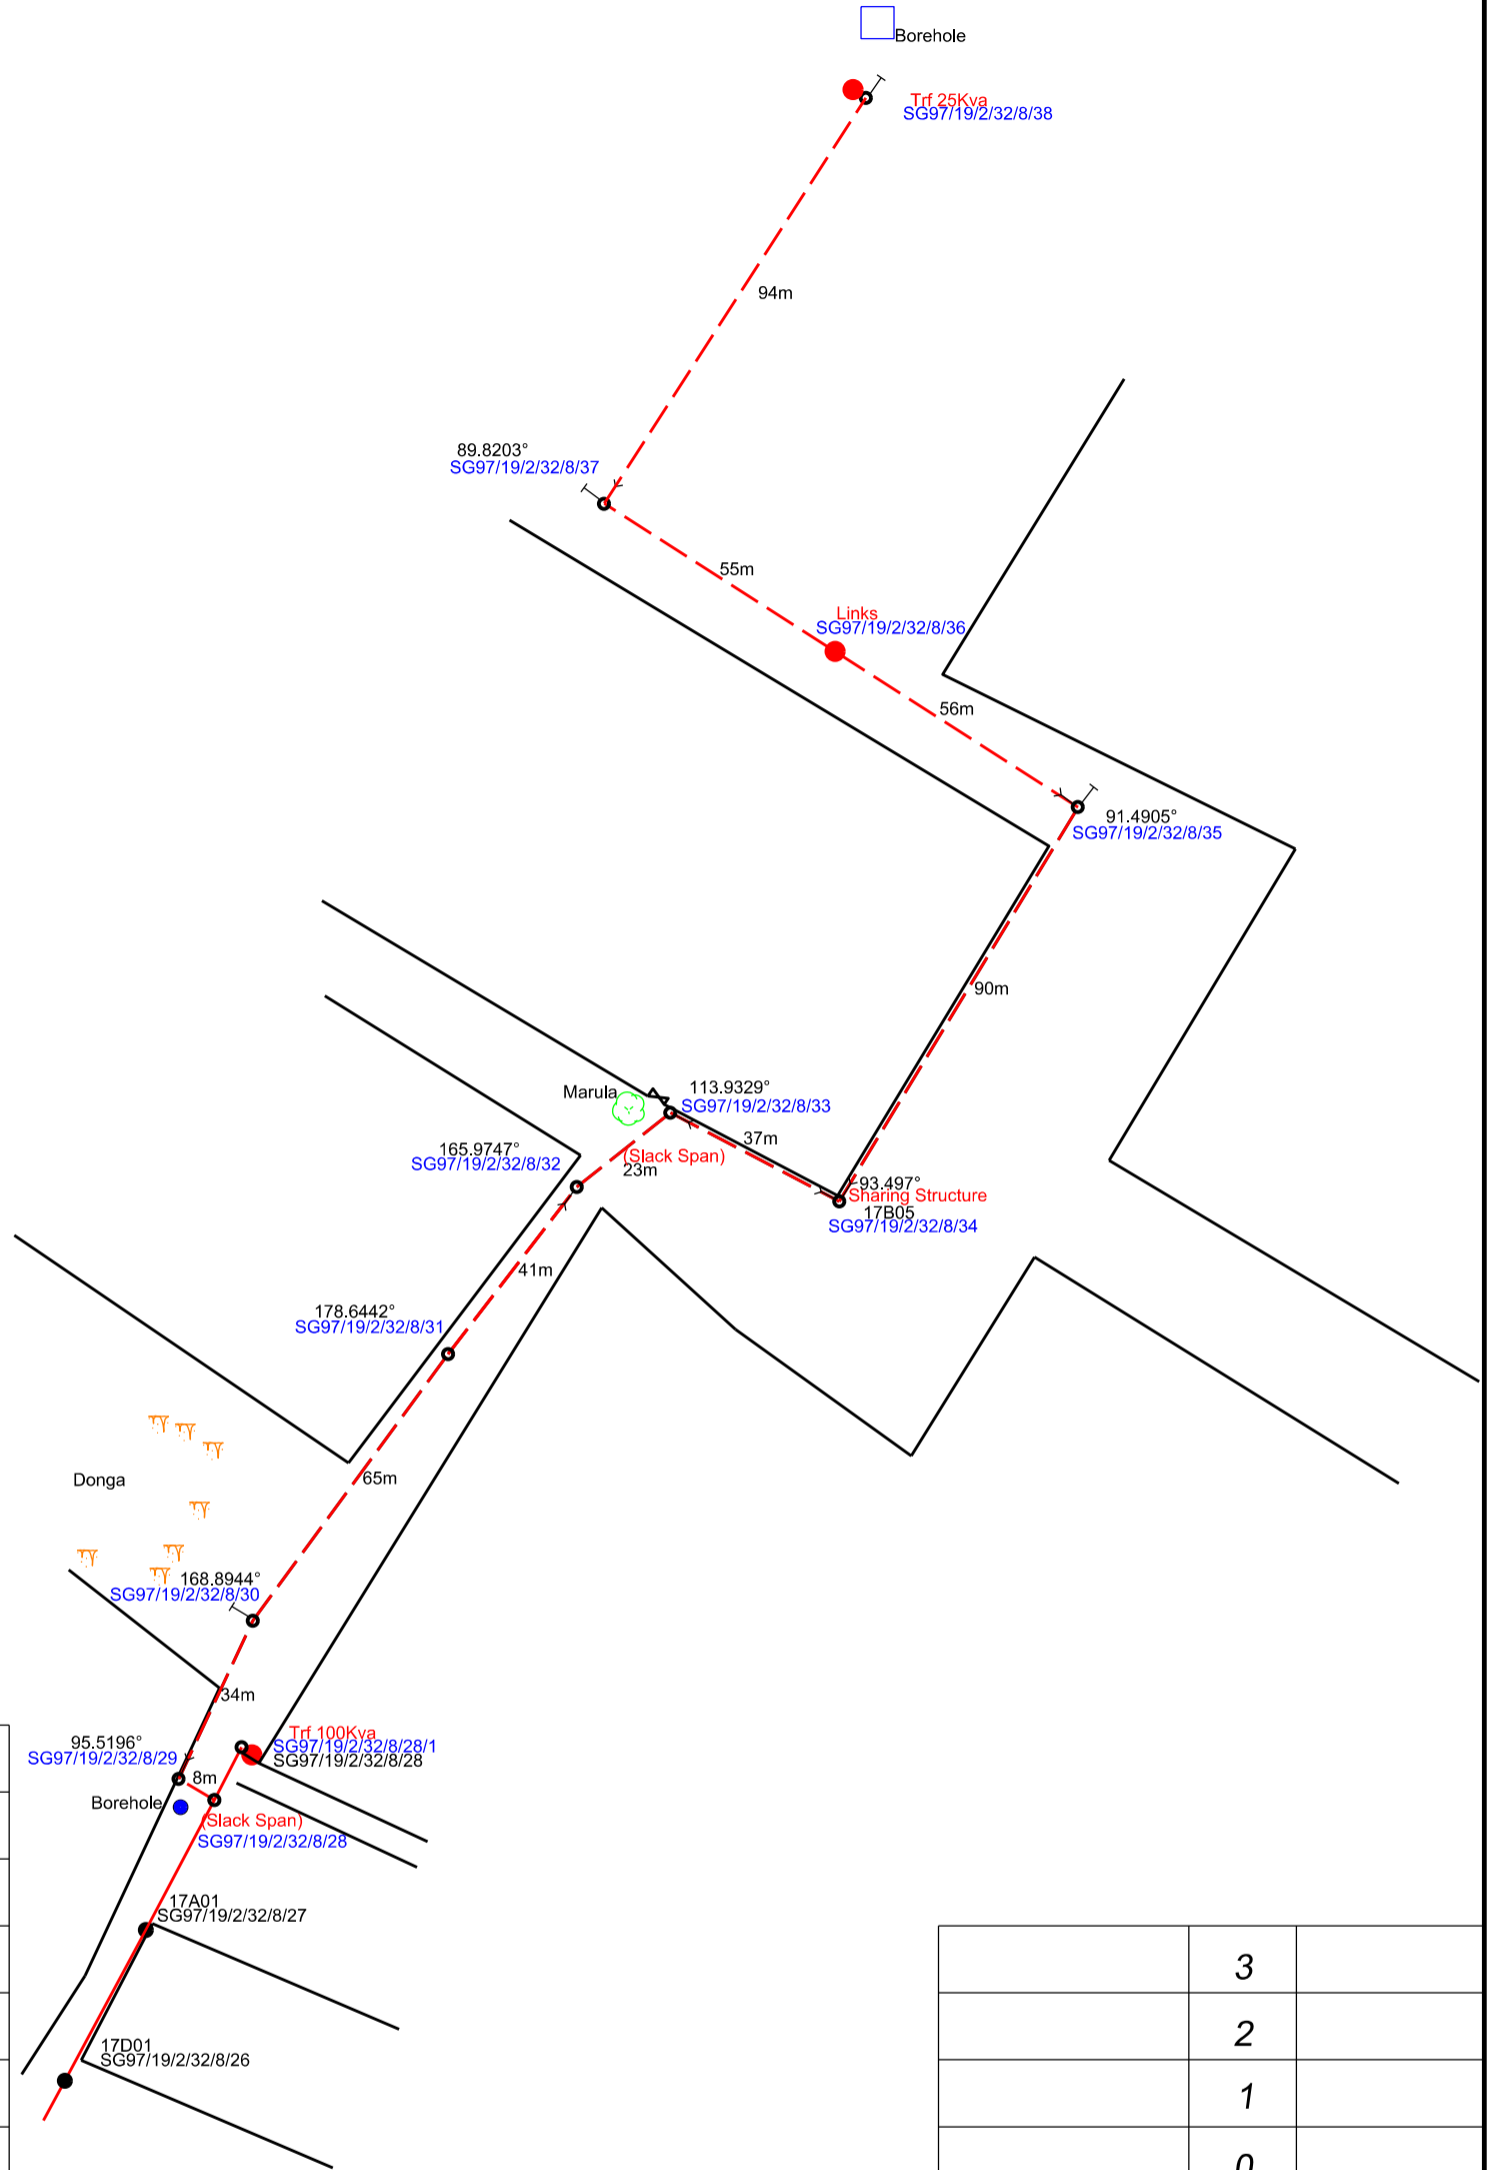 Borehole
Trf 25Kva
SG97/19/2/32/8/38
94m
89.8203°
SG97/19/2/32/8/37
55m
Links
SG97/19/2/32/8/36
56m
91.4905°
SG97/19/2/32/8/35
90m
Marula
113.9329°
SG97/19/2/32/8/33
37m
165.9747°
SG97/19/2/32/8/32
(Slack Span)
23m
93.497°
Sharing Structure
17B05
SG97/19/2/32/8/34
41m
178.6442°
SG97/19/2/32/8/31
65m
Donga
168.8944°
SG97/19/2/32/8/30
34m
95.5196°
SG97/19/2/32/8/29
Trf 100Kva
SG97/19/2/32/8/28/1
SG97/19/2/32/8/28
8m
Borehole
(Slack Span)
SG97/19/2/32/8/28
17A01
SG97/19/2/32/8/27
17D01
SG97/19/2/32/8/26
3
2
1
0